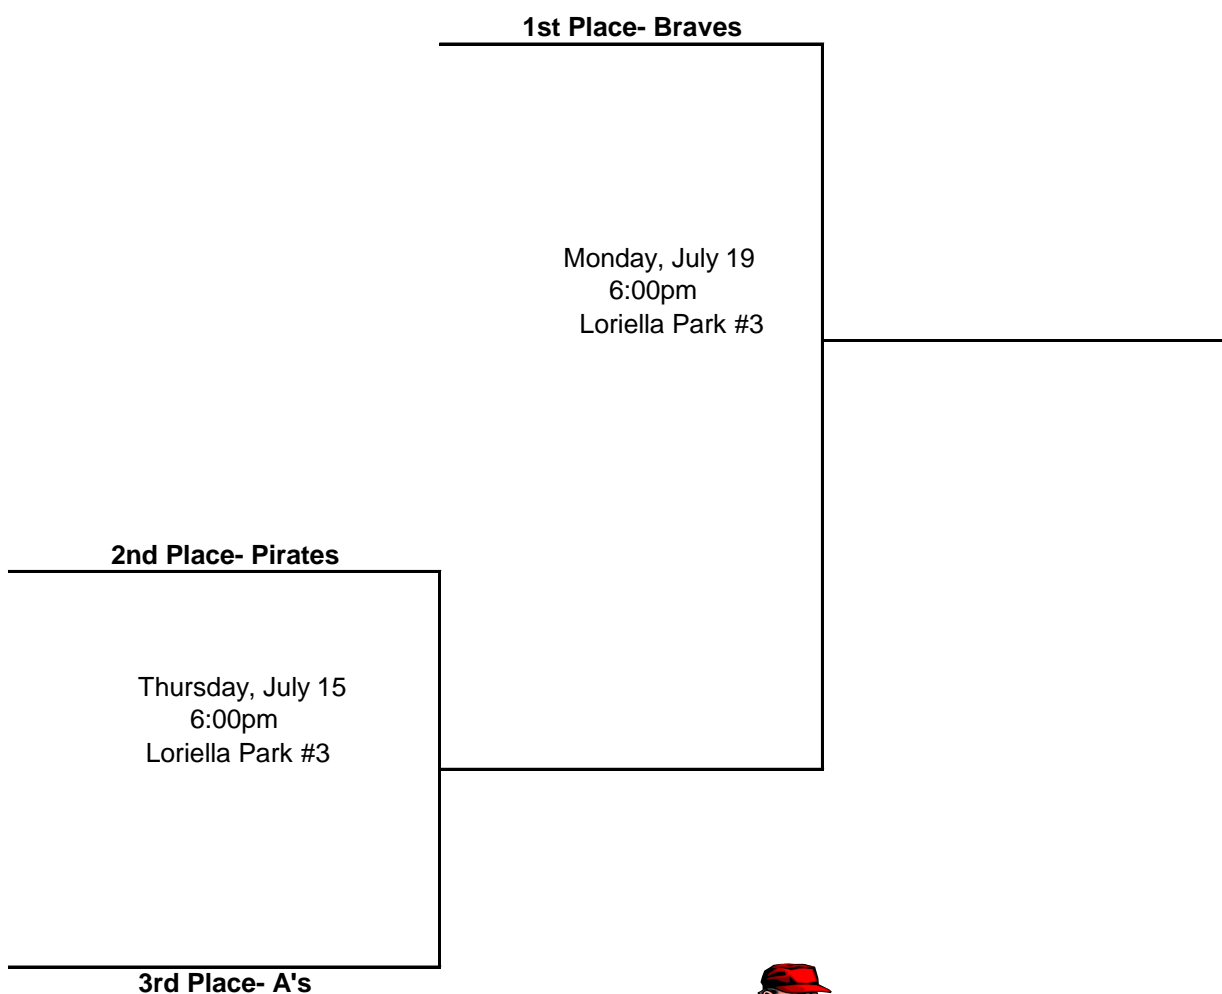 1st Place- Braves
Monday, July 19
6:00pm
Loriella Park #3
2nd Place- Pirates
Thursday, July 15
6:00pm
Loriella Park #3
3rd Place- A's